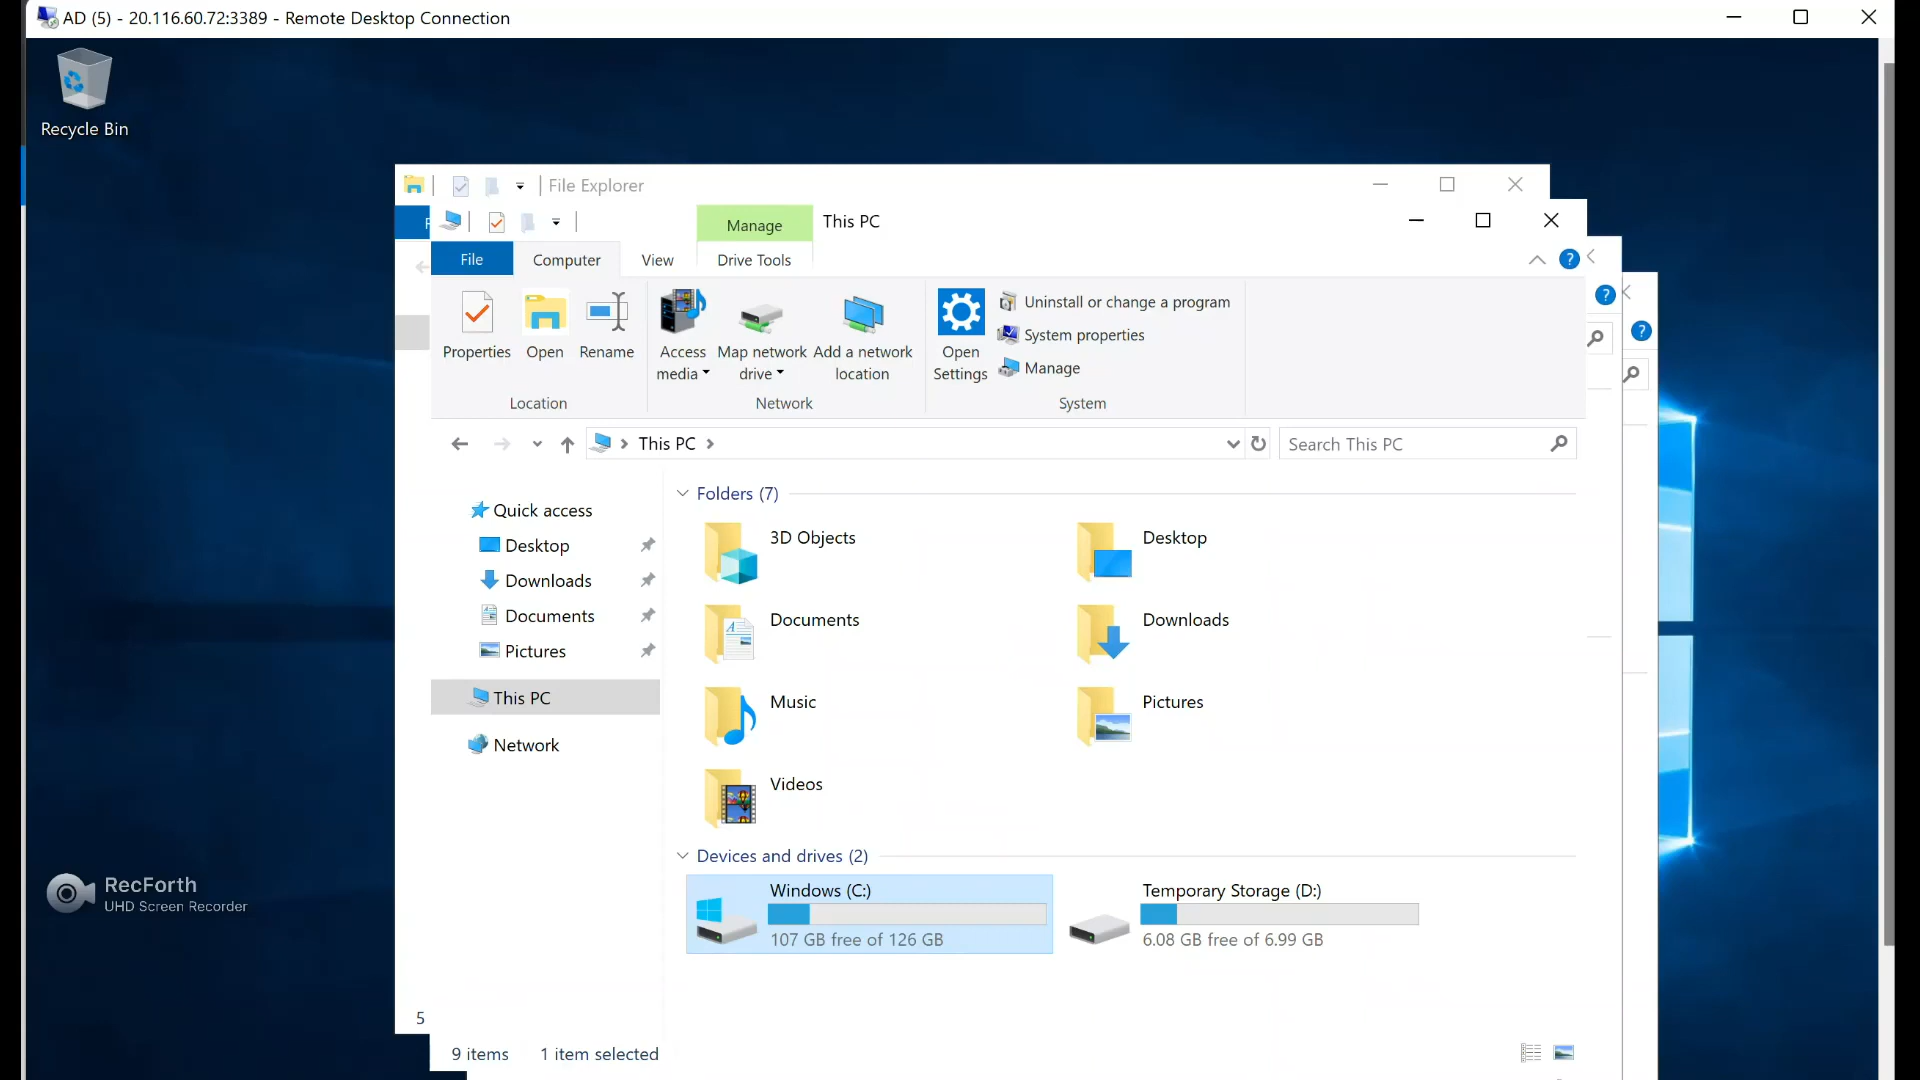 AD (5) - 20.116.60.72:3389 - Remote Desktop Connection
Recycle Bin
File Explorer
Manage
This PC
File
Computer
View
Drive Tools
Properties
Open
Rename
Access media
Map network drive
Add a network location
Open Settings
Uninstall or change a program
System properties
Manage
Location
Network
System
This PC
Search This PC
Quick access
Desktop
Downloads
Documents
Pictures
This PC
Network
Folders (7)
3D Objects
Desktop
Documents
Downloads
Music
Pictures
Videos
Devices and drives (2)
Windows (C:)
107 GB free of 126 GB
Temporary Storage (D:)
6.08 GB free of 6.99 GB
RecForth
UHD Screen Recorder
5
9 items
1 item selected